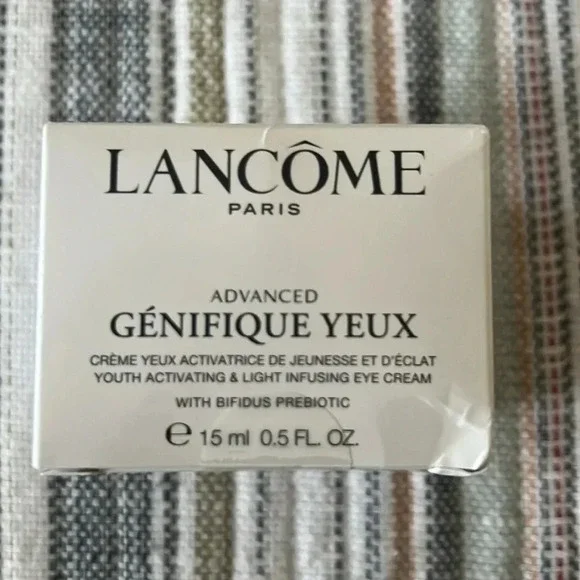 LANCÔME
PARIS
ADVANCED
GÉNIFIQUE YEUX
CRÈME YEUX ACTIVATRICE DE JEUNESSE ET D'ÉCLAT
YOUTH ACTIVATING & LIGHT INFUSING EYE CREAM
WITH BIFIDUS PREBIOTIC
℮ 15 ml 0.5 FL. OZ.